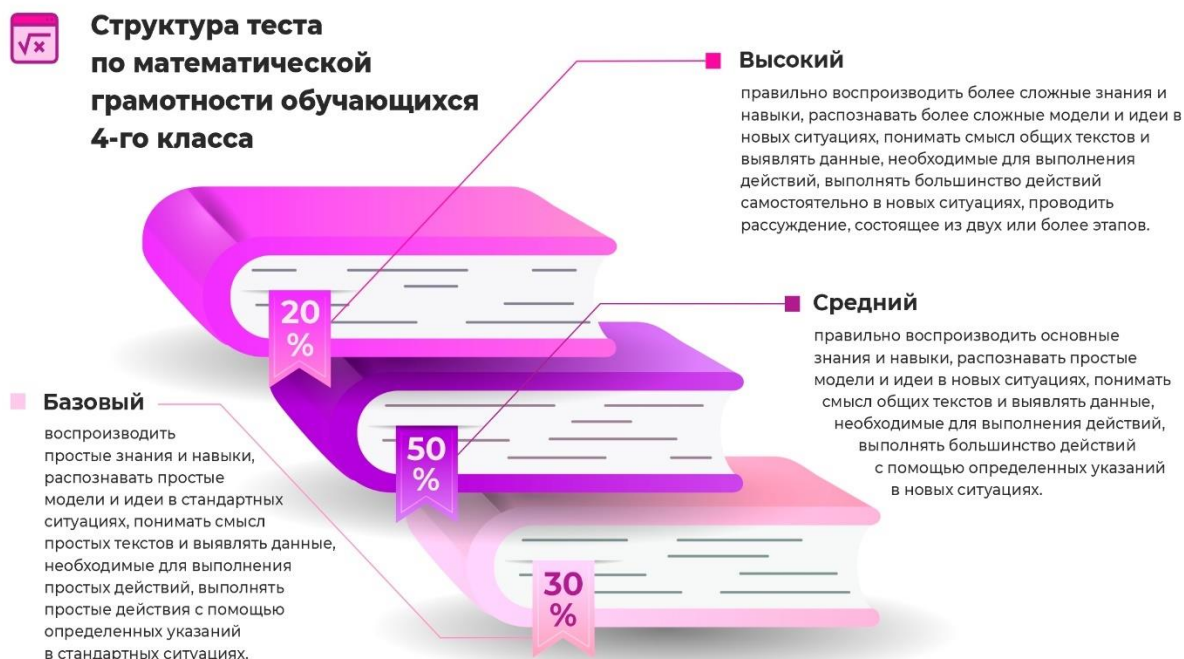 √x
Структура теста
по математической
грамотности обучающихся
4-го класса
Высокий
правильно воспроизводить более сложные знания и
навыки, распознавать более сложные модели и идеи в
новых ситуациях, понимать смысл общих текстов и
выявлять данные, необходимые для выполнения
действий, выполнять большинство действий
самостоятельно в новых ситуациях, проводить
рассуждение, состоящее из двух или более этапов.
20
%
Средний
правильно воспроизводить основные
знания и навыки, распознавать простые
модели и идеи в новых ситуациях, понимать
смысл общих текстов и выявлять данные,
необходимые для выполнения действий,
выполнять большинство действий
с помощью определенных указаний
в новых ситуациях.
50
%
Базовый
воспроизводить
простые знания и навыки,
распознавать простые
модели и идеи в стандартных
ситуациях, понимать смысл
простых текстов и выявлять данные,
необходимые для выполнения
простых действий, выполнять
простые действия с помощью
определенных указаний
в стандартных ситуациях.
30
%